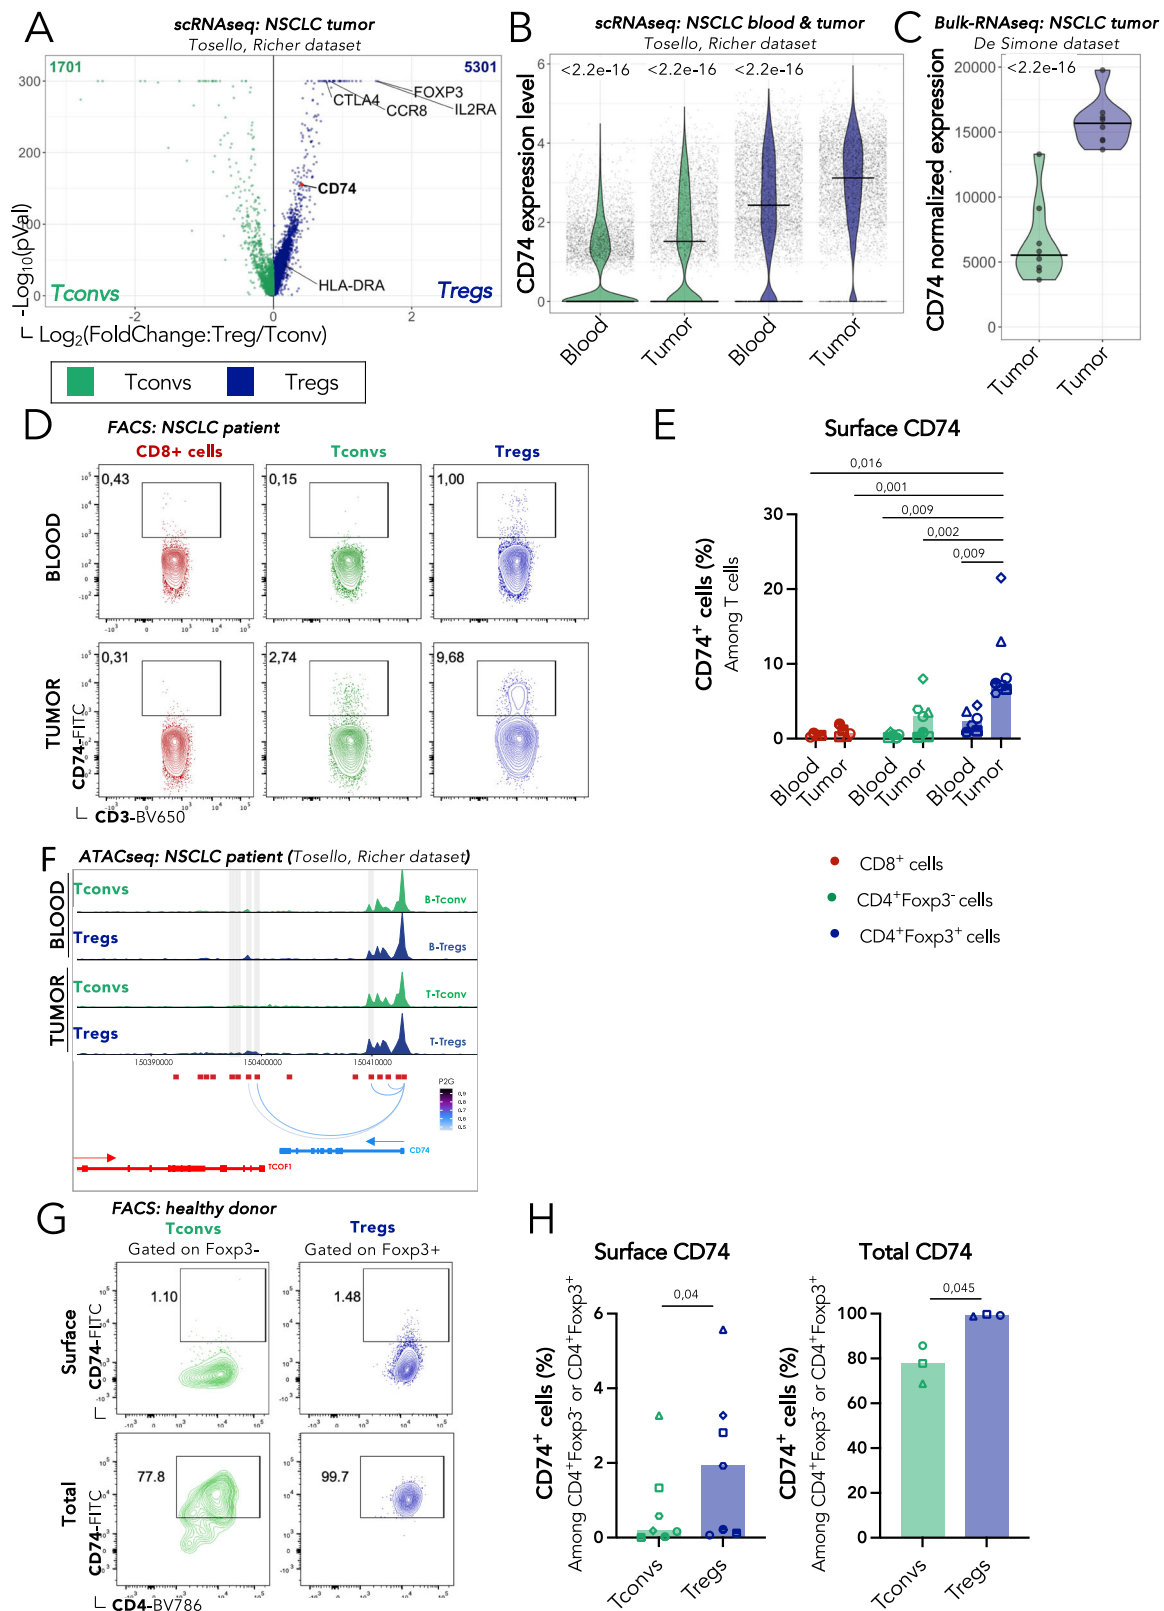 A
scRNAseq: NSCLC tumor
Tosello, Richer dataset
1701
5301
300
200
100
0
-2
0
2
FOXP3
CTLA4
CCR8
IL2RA
CD74
HLA-DRA
Tconvs
Tregs
-Log10(pVal)
Log2(FoldChange:Treg/Tconv)
Tconvs
Tregs
B
scRNAseq: NSCLC blood & tumor
Tosello, Richer dataset
<2.2e-16
<2.2e-16
<2.2e-16
6
4
2
0
CD74 expression level
Blood
Tumor
Blood
Tumor
C
Bulk-RNAseq: NSCLC tumor
De Simone dataset
<2.2e-16
20000
15000
10000
5000
0
CD74 normalized expression
Tumor
Tumor
D
FACS: NSCLC patient
CD8+ cells
Tconvs
Tregs
BLOOD
0,43
0,15
1,00
TUMOR
0,31
2,74
9,68
CD74-FITC
CD3-BV650
E
Surface CD74
0,016
0,001
0,009
0,002
0,009
30
20
10
0
CD74+ cells (%)
Among T cells
Blood
Tumor
Blood
Tumor
Blood
Tumor
CD8+ cells
CD4+Foxp3- cells
CD4+Foxp3+ cells
F
ATACseq: NSCLC patient (Tosello, Richer dataset)
BLOOD
Tconvs
B-Tconv
Tregs
B-Tregs
TUMOR
Tconvs
T-Tconv
Tregs
T-Tregs
150390000
150400000
150410000
P2G
0.9
0.8
0.7
0.6
0.5
CD74
TCOF1
G
FACS: healthy donor
Tconvs
Tregs
Gated on Foxp3-
Gated on Foxp3+
Surface
CD74-FITC
1.10
1.48
Total
CD74-FITC
77.8
99.7
CD4-BV786
H
Surface CD74
0,04
6
4
2
0
CD74+ cells (%)
Among CD4+Foxp3- or CD4+Foxp3+
Tconvs
Tregs
Total CD74
0,045
100
80
60
40
20
0
CD74+ cells (%)
Among CD4+Foxp3- or CD4+Foxp3+
Tconvs
Tregs